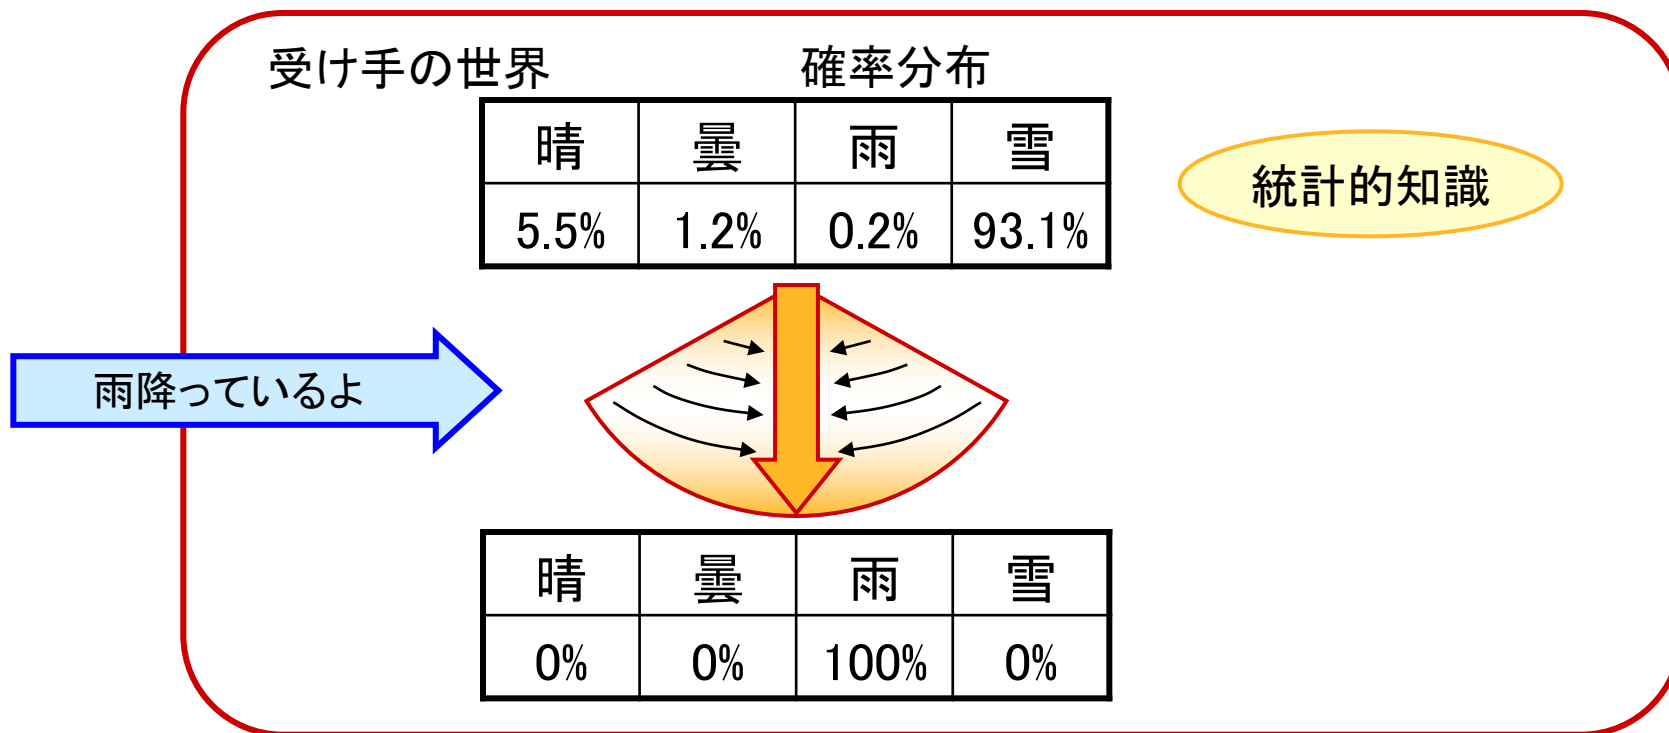 受け手の世界
確率分布
晴 曇 雨 雪
5.5% 1.2% 0.2% 93.1%
統計的知識
雨降っているよ
晴 曇 雨 雪
0% 0% 100% 0%